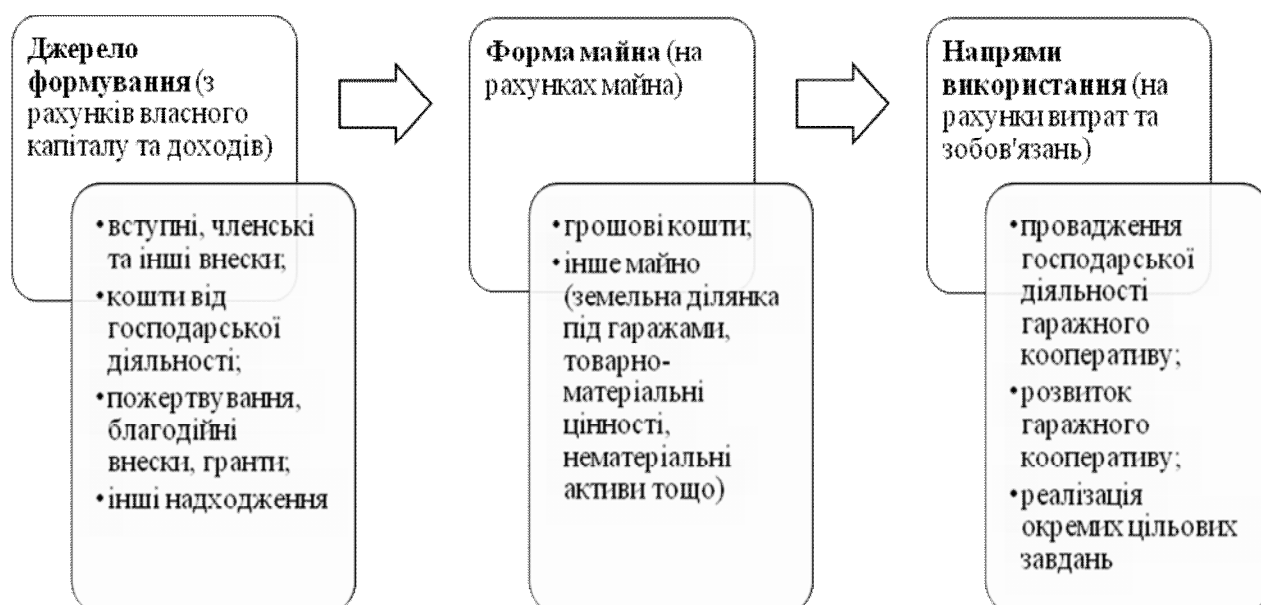 Джерело
формування (з
рахунків власного
капіталу та доходів)
• вступні, членські
та інші внески;
• кошти від
господарської
діяльності;
• пожертвування,
благодійні
внески, гранти;
• інші надходження
Форма майна (на
рахунках майна)
• грошові кошти;
• інше майно
(земельна ділянка
під гаражами,
товарно-
матеріальні
цінності,
нематеріальні
активи тощо)
Напрями
використання (на
рахунки витрат та
зобов'язань)
• провадження
господарської
діяльності
гаражного
кооперативу;
• розвиток
гаражного
кооперативу;
• реалізація
окремих цільових
завдань